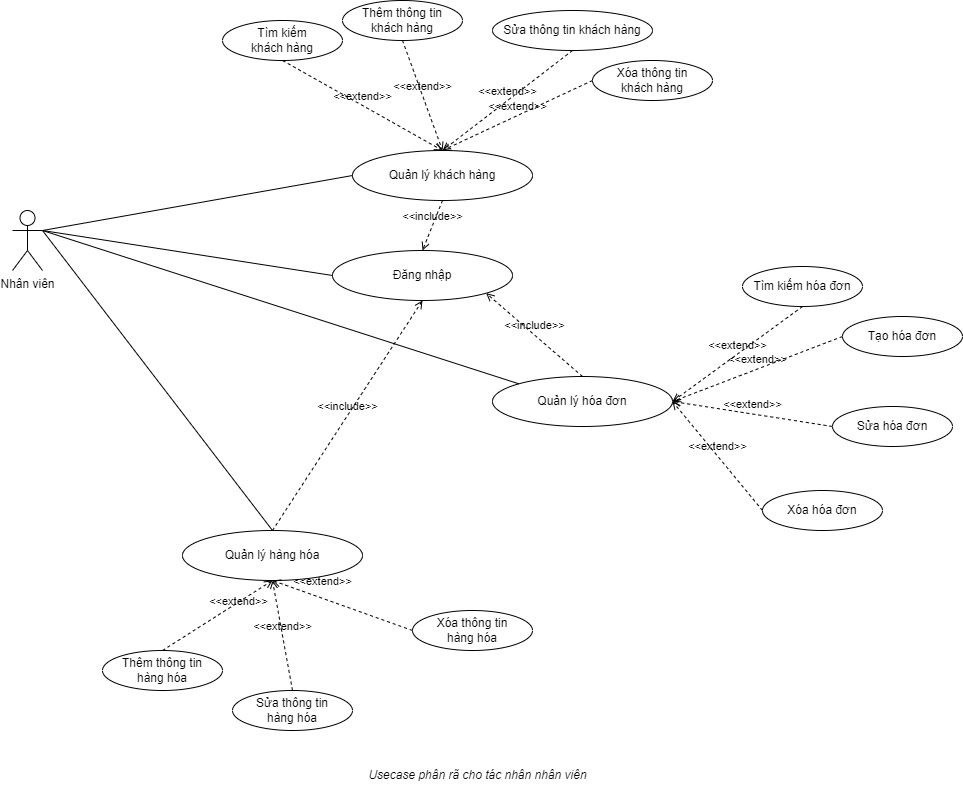 Tìm kiếm
khách hàng
Thêm thông tin
khách hàng
Sửa thông tin khách hàng
Xóa thông tin
khách hàng
<<extend>>
<<extend>>
<<extend>>
<<extend>>
Quản lý khách hàng
<<include>>
Nhân viên
Đăng nhập
<<include>>
Tìm kiếm hóa đơn
<<extend>>
Tạo hóa đơn
<<extend>>
Quản lý hóa đơn
<<extend>>
Sửa hóa đơn
<<extend>>
Xóa hóa đơn
<<include>>
Quản lý hàng hóa
<<extend>>
<<extend>>
<<extend>>
Xóa thông tin
hàng hóa
Thêm thông tin
hàng hóa
Sửa thông tin
hàng hóa
Usecase phân rã cho tác nhân nhân viên